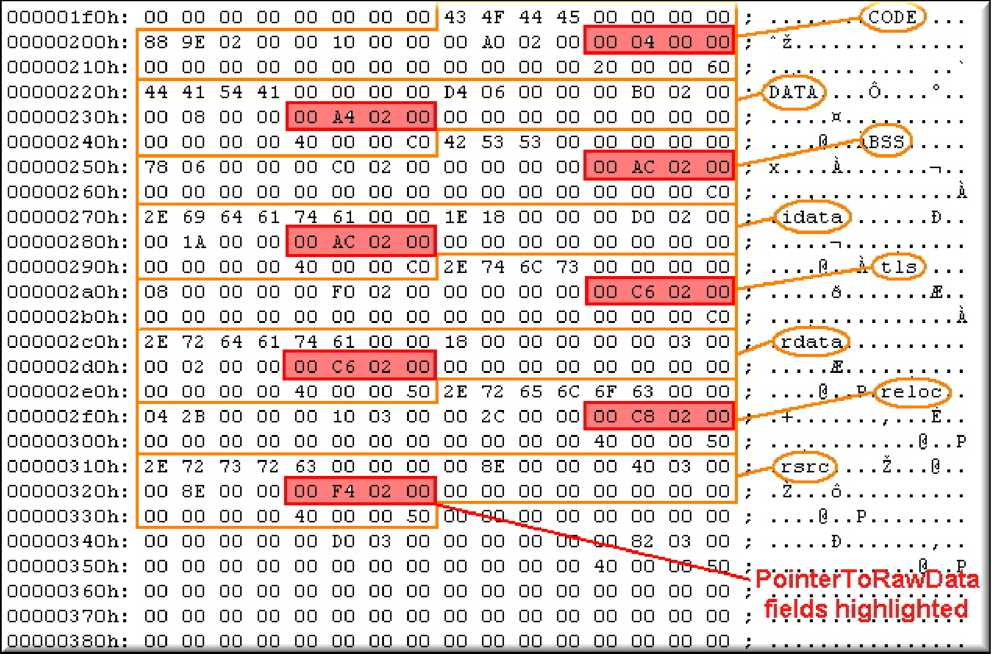 000001f0h: 00 00 00 00 00 00 00 00 43 4F 44 45 00 00 00 00 ; ........CODE....
00000200h: 88 9E 02 00 00 10 00 00 00 A0 02 00 00 04 00 00 ; ˆž....... ......
00000210h: 00 00 00 00 00 00 00 00 00 00 00 00 20 00 00 60 ; ............ ..`
00000220h: 44 41 54 41 00 00 00 00 D4 06 00 00 00 B0 02 00 ; DATA....Ô....°..
00000230h: 00 08 00 00 00 A4 02 00 00 00 00 00 00 00 00 00 ; .....¤..........
00000240h: 00 00 00 00 40 00 00 C0 42 53 53 00 00 00 00 00 ; ....@..ÀBSS.....
00000250h: 78 06 00 00 00 C0 02 00 00 00 00 00 00 AC 02 00 ; x....À.......¬..
00000260h: 00 00 00 00 00 00 00 00 00 00 00 00 00 00 00 C0 ; ...............À
00000270h: 2E 69 64 61 74 61 00 00 1E 18 00 00 00 D0 02 00 ; .idata.......Ð..
00000280h: 00 1A 00 00 00 AC 02 00 00 00 00 00 00 00 00 00 ; .....¬..........
00000290h: 00 00 00 00 40 00 00 C0 2E 74 6C 73 00 00 00 00 ; ....@..À.tls....
000002a0h: 08 00 00 00 00 F0 02 00 00 00 00 00 00 C6 02 00 ; .....ð.......Æ..
000002b0h: 00 00 00 00 00 00 00 00 00 00 00 00 00 00 00 C0 ; ...............À
000002c0h: 2E 72 64 61 74 61 00 00 18 00 00 00 00 00 03 00 ; .rdata..........
000002d0h: 00 02 00 00 00 C6 02 00 00 00 00 00 00 00 00 00 ; .....Æ..........
000002e0h: 00 00 00 00 40 00 00 50 2E 72 65 6C 6F 63 00 00 ; ....@..P.reloc..
000002f0h: 04 2B 00 00 00 10 03 00 00 2C 00 00 00 C8 02 00 ; .+.......,...È..
00000300h: 00 00 00 00 00 00 00 00 00 00 00 00 40 00 00 50 ; ............@..P
00000310h: 2E 72 73 72 63 00 00 00 00 8E 00 00 00 40 03 00 ; .rsrc....Ž...@..
00000320h: 00 8E 00 00 00 F4 02 00 00 00 00 00 00 00 00 00 ; .Ž...ô..........
00000330h: 00 00 00 00 40 00 00 50 00 00 00 00 00 00 00 00 ; ....@..P........
00000340h: 00 00 00 00 00 D0 03 00 00 00 00 00 00 82 03 00 ; .....Ð.......‚..
00000350h: 00 00 00 00 00 00 00 00 00 00 00 00 40 00 00 50 ; ............@..P
00000360h: 00 00 00 00 00 00 00 00 00 00 00 00 00 00 00 00 ;
PointerToRawData
fields highlighted
00000370h: 00 00 00 00 00 00 00 00 00 00 00 00 00 00 00 00 ;
00000380h: 00 00 00 00 00 00 00 00 00 00 00 00 00 00 00 00 ; ................